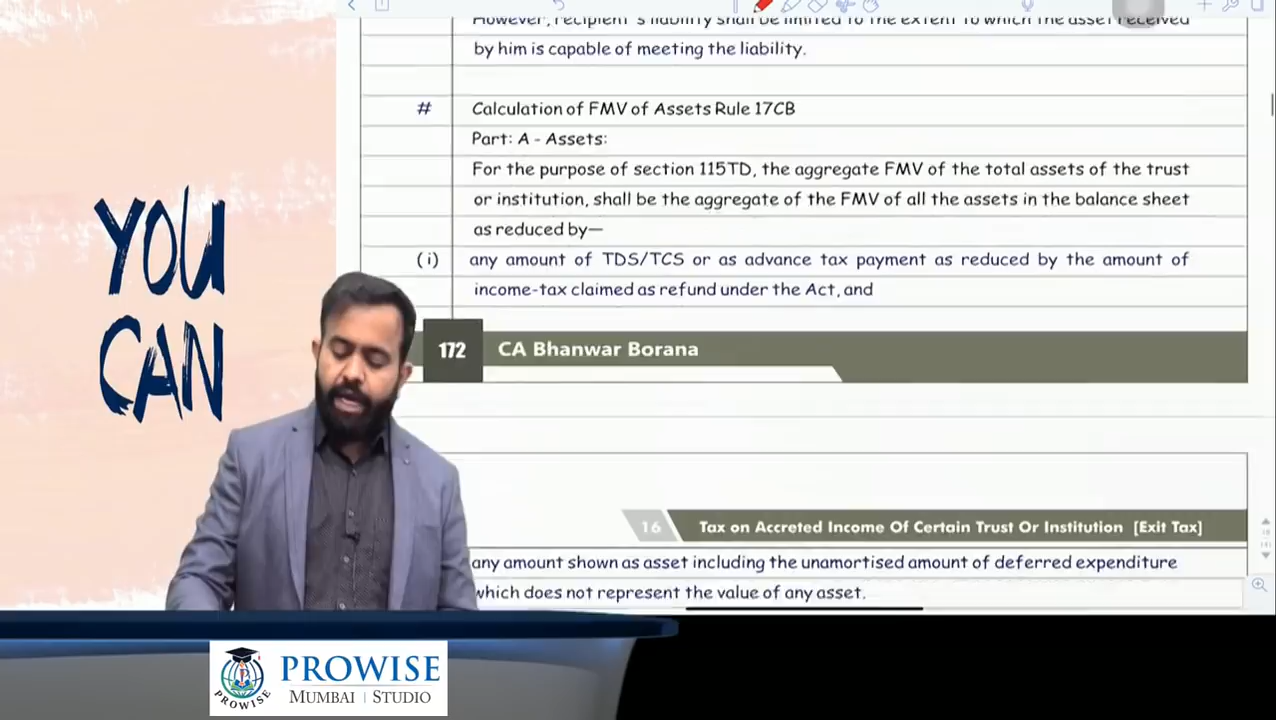 However, recipient's liability shall be limited to the extent to which the asset received
by him is capable of meeting the liability.
# Calculation of FMV of Assets Rule 17CB
Part: A - Assets:
For the purpose of section 115TD, the aggregate FMV of the total assets of the trust
or institution, shall be the aggregate of the FMV of all the assets in the balance sheet
as reduced by—
(i) any amount of TDS/TCS or as advance tax payment as reduced by the amount of
income-tax claimed as refund under the Act, and
172 CA Bhanwar Borana
16 Tax on Accreted Income Of Certain Trust Or Institution [Exit Tax]
any amount shown as asset including the unamortised amount of deferred expenditure
which does not represent the value of any asset.
YOU
CAN
PROWISE
PROWISE
MUMBAI | STUDIO